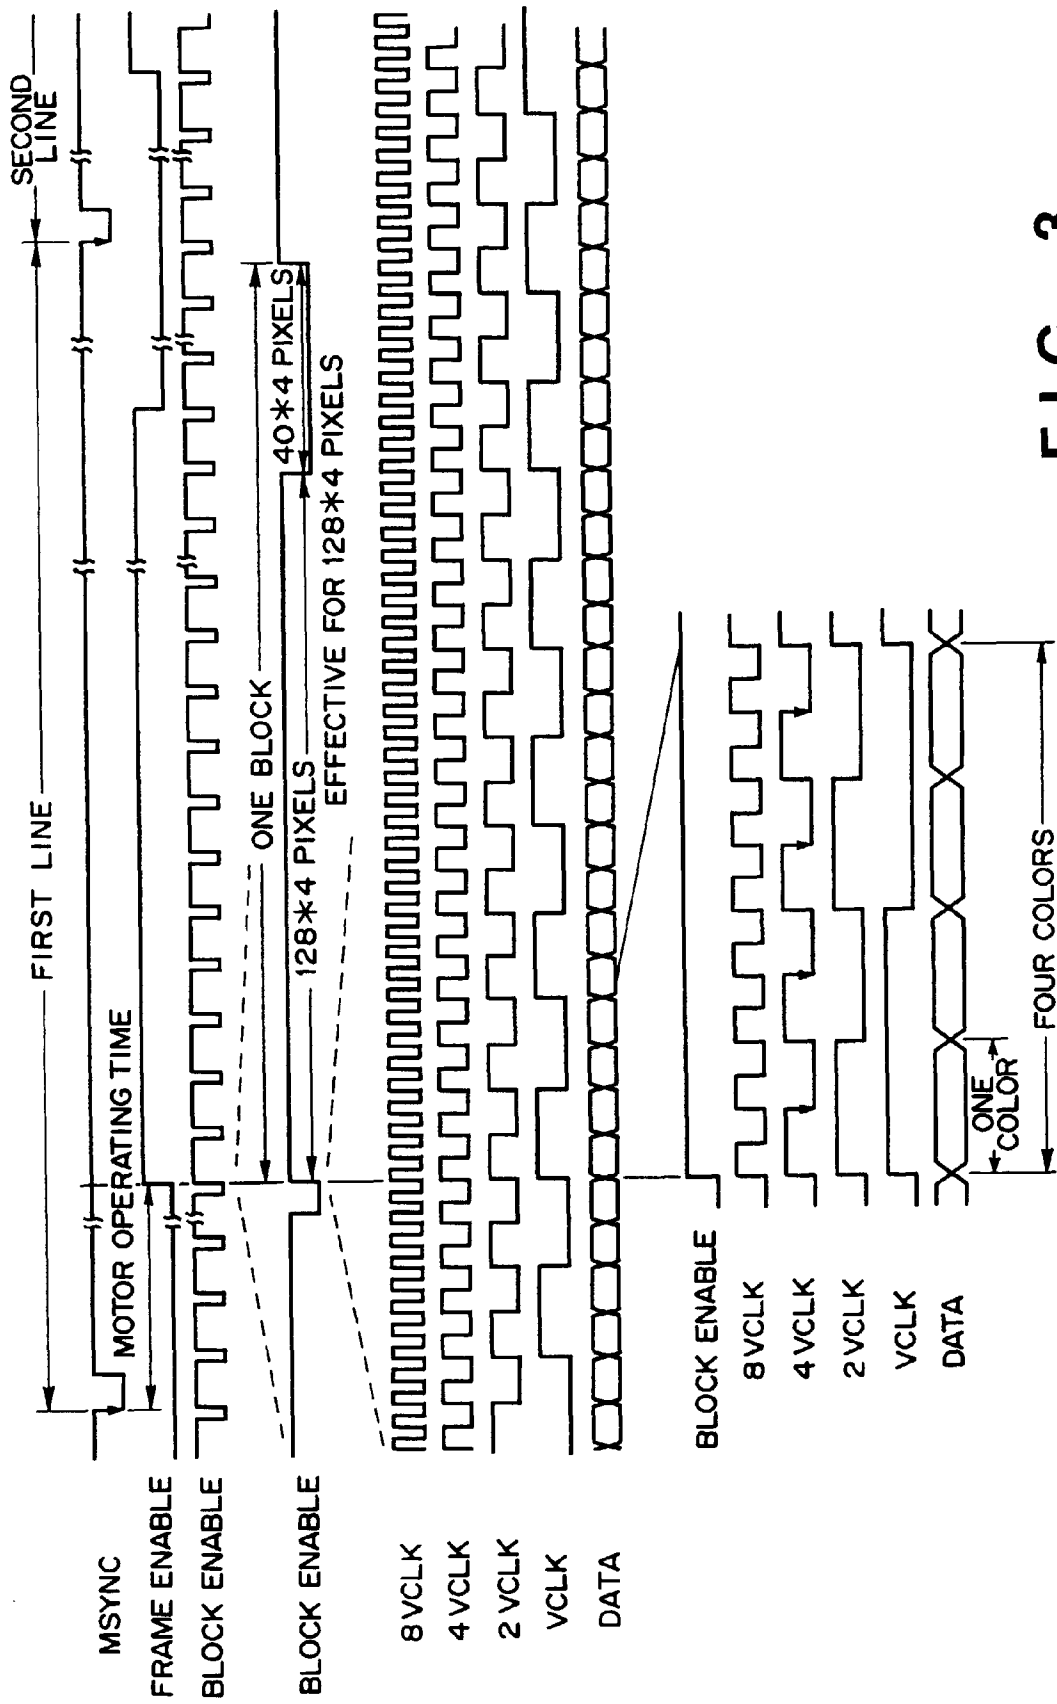 FIRST LINE
SECOND
LINE
MSYNC
MOTOR OPERATING TIME
FRAME ENABLE
BLOCK ENABLE
ONE BLOCK
BLOCK ENABLE
128*4 PIXELS
40*4 PIXELS
EFFECTIVE FOR 128*4 PIXELS
8 VCLK
4 VCLK
2 VCLK
VCLK
DATA
BLOCK ENABLE
8 VCLK
4 VCLK
2 VCLK
VCLK
DATA
ONE
COLOR
FOUR COLORS